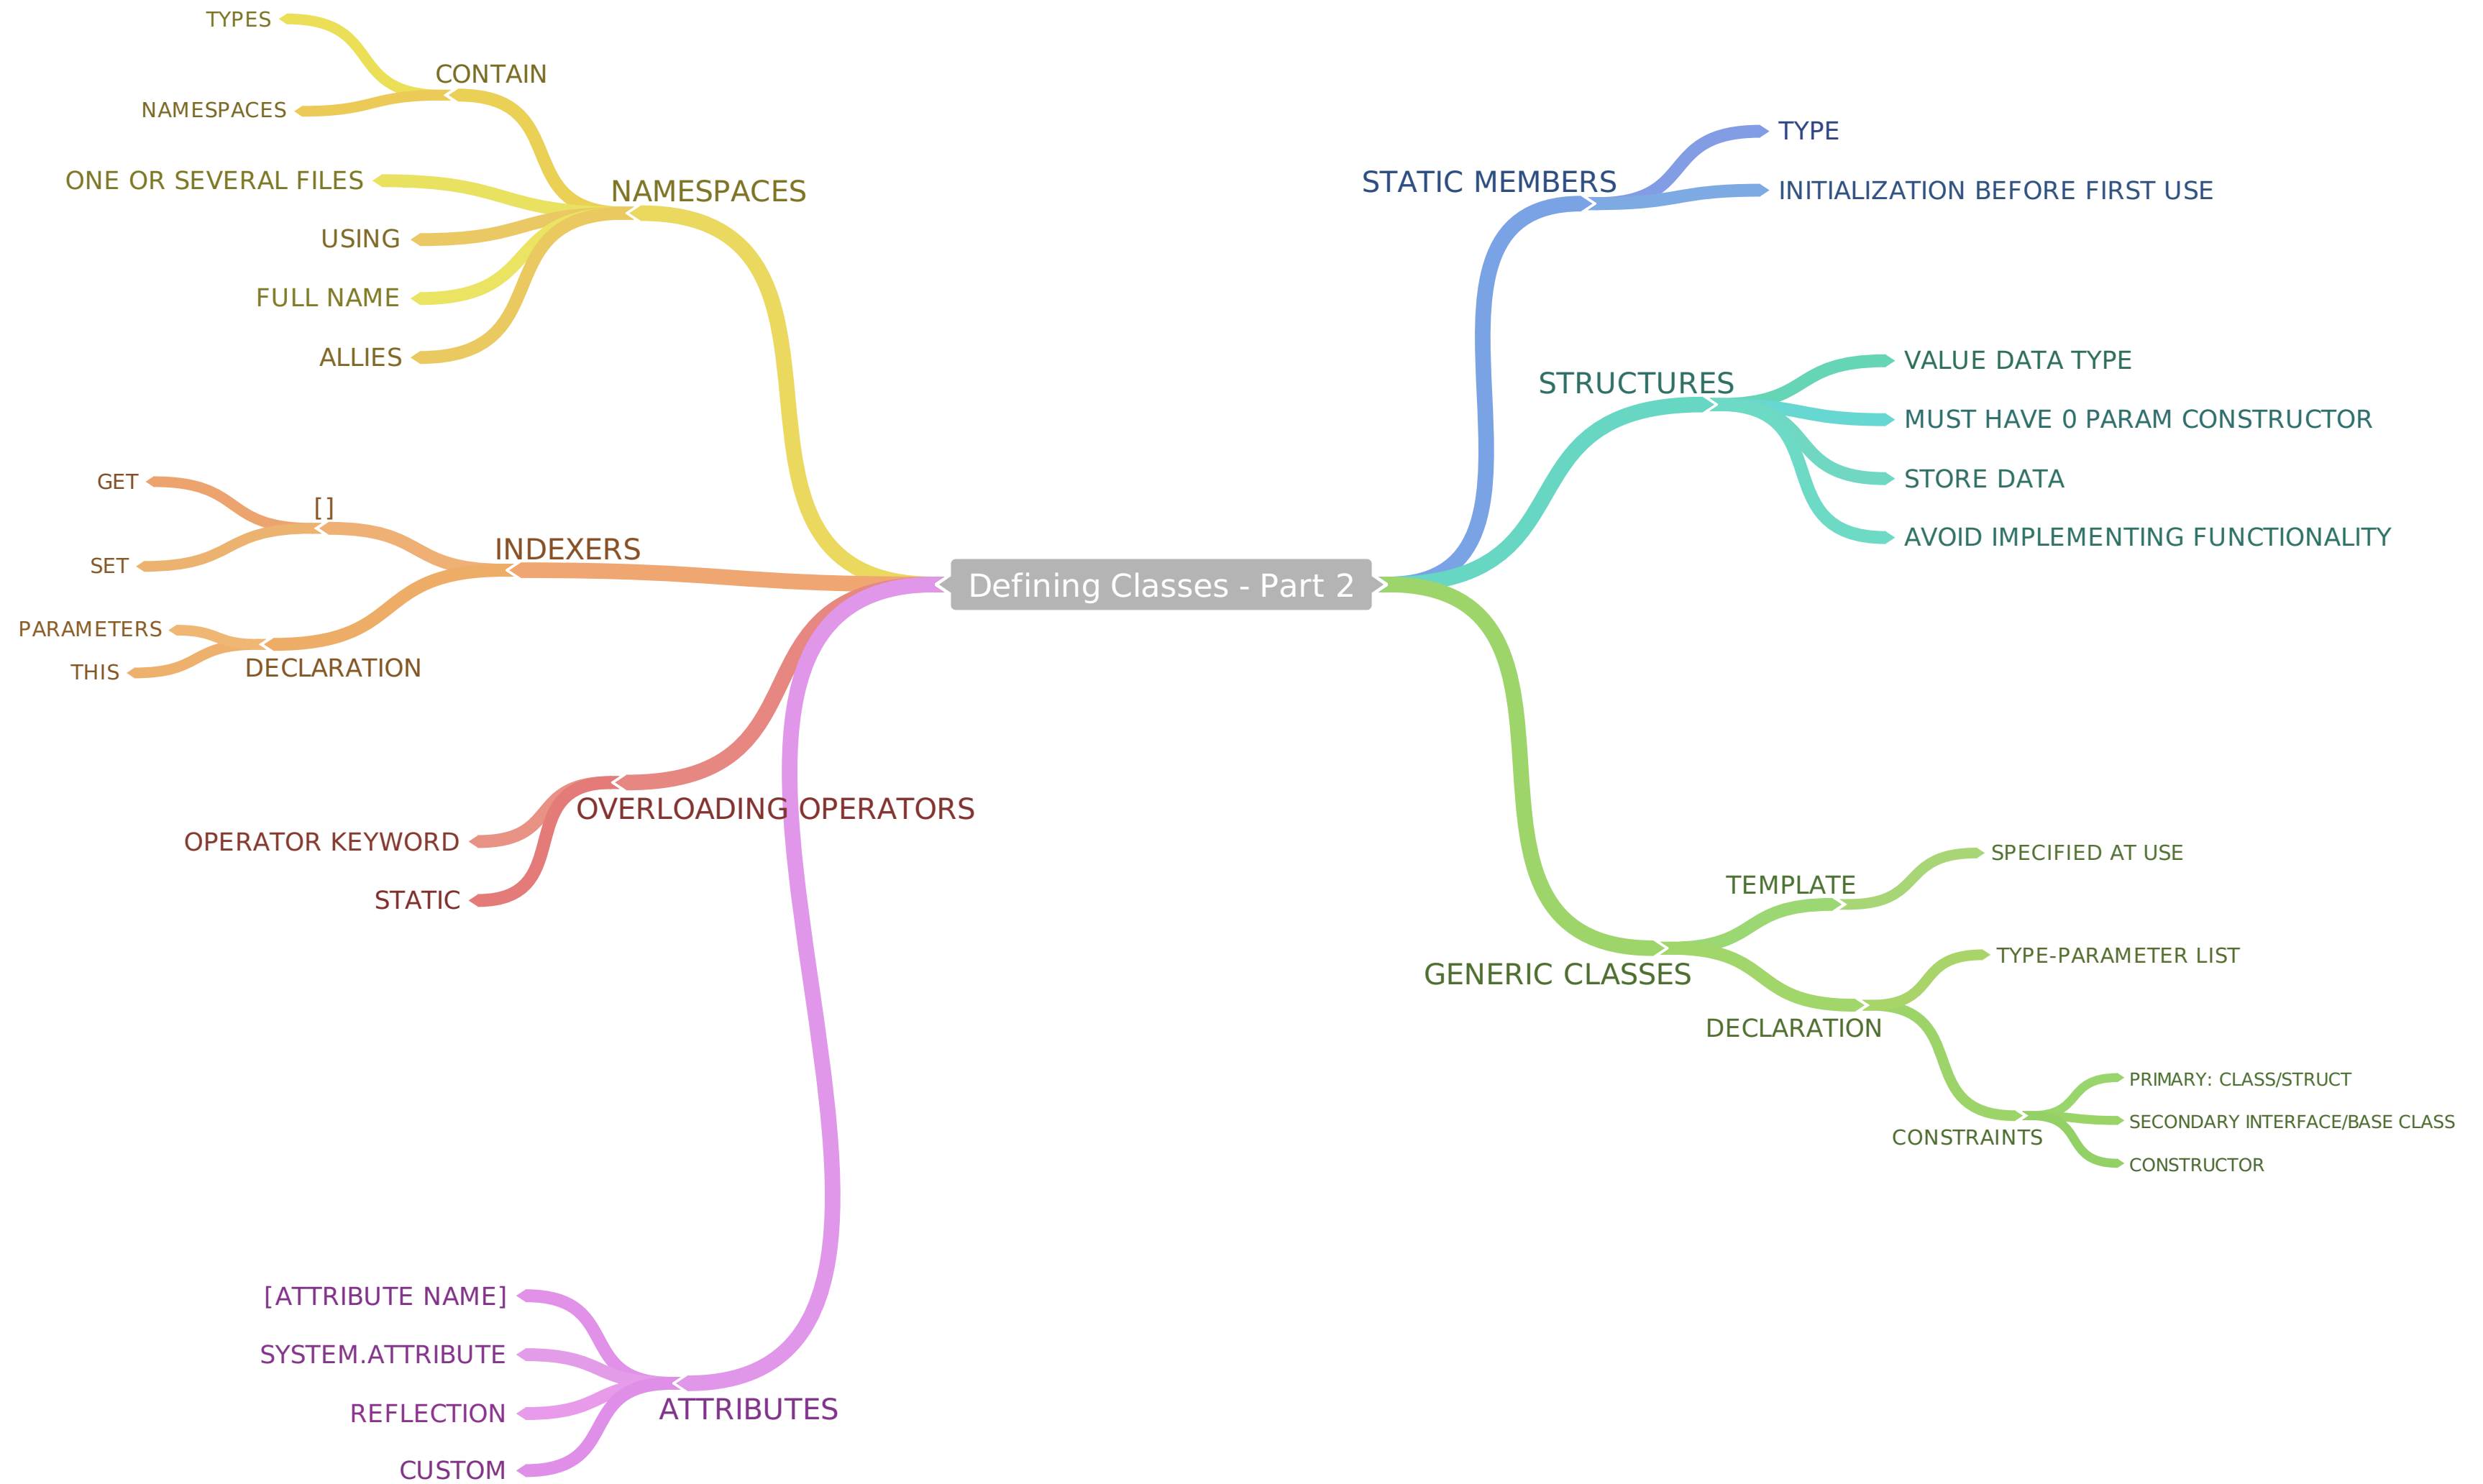 Defining Classes - Part 2
STATIC MEMBERS
TYPE
INITIALIZATION BEFORE FIRST USE
STRUCTURES
VALUE DATA TYPE
MUST HAVE 0 PARAM CONSTRUCTOR
STORE DATA
AVOID IMPLEMENTING FUNCTIONALITY
GENERIC CLASSES
TEMPLATE
SPECIFIED AT USE
DECLARATION
TYPE-PARAMETER LIST
CONSTRAINTS
PRIMARY: CLASS/STRUCT
SECONDARY INTERFACE/BASE CLASS
CONSTRUCTOR
NAMESPACES
CONTAIN
TYPES
NAMESPACES
ONE OR SEVERAL FILES
USING
FULL NAME
ALLIES
INDEXERS
[]
GET
SET
DECLARATION
PARAMETERS
THIS
OVERLOADING OPERATORS
OPERATOR KEYWORD
STATIC
ATTRIBUTES
[ATTRIBUTE NAME]
SYSTEM.ATTRIBUTE
REFLECTION
CUSTOM